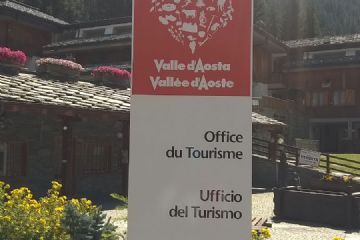 Valle d'Aosta
Vallée d'Aoste
Office
du Tourisme
Ufficio
del Turismo